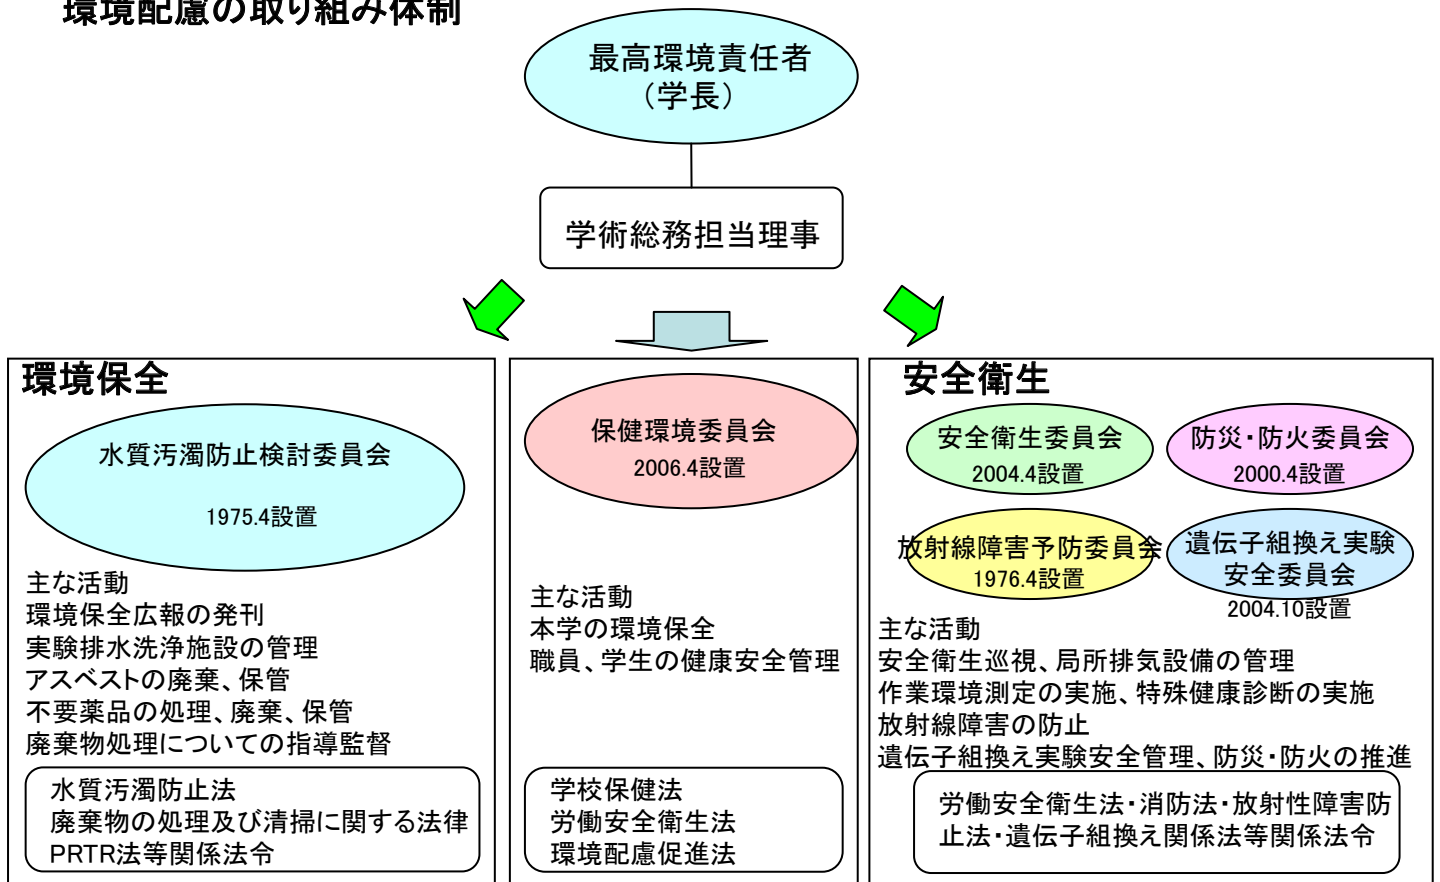 環境配慮の取り組み体制
最高環境責任者
（学長）
学術総務担当理事
環境保全
水質汚濁防止検討委員会
1975.4設置
主な活動
環境保全広報の発刊
実験排水洗浄施設の管理
アスベストの廃棄、保管
不要薬品の処理、廃棄、保管
廃棄物処理についての指導監督
水質汚濁防止法
廃棄物の処理及び清掃に関する法律
PRTR法等関係法令
保健環境委員会
2006.4設置
主な活動
本学の環境保全
職員、学生の健康安全管理
学校保健法
労働安全衛生法
環境配慮促進法
安全衛生
安全衛生委員会
2004.4設置
防災・防火委員会
2000.4設置
放射線障害予防委員会
1976.4設置
遺伝子組換え実験
安全委員会
2004.10設置
主な活動
安全衛生巡視、局所排気設備の管理
作業環境測定の実施、特殊健康診断の実施
放射線障害の防止
遺伝子組換え実験安全管理、防災・防火の推進
労働安全衛生法・消防法・放射性障害防
止法・遺伝子組換え関係法等関係法令